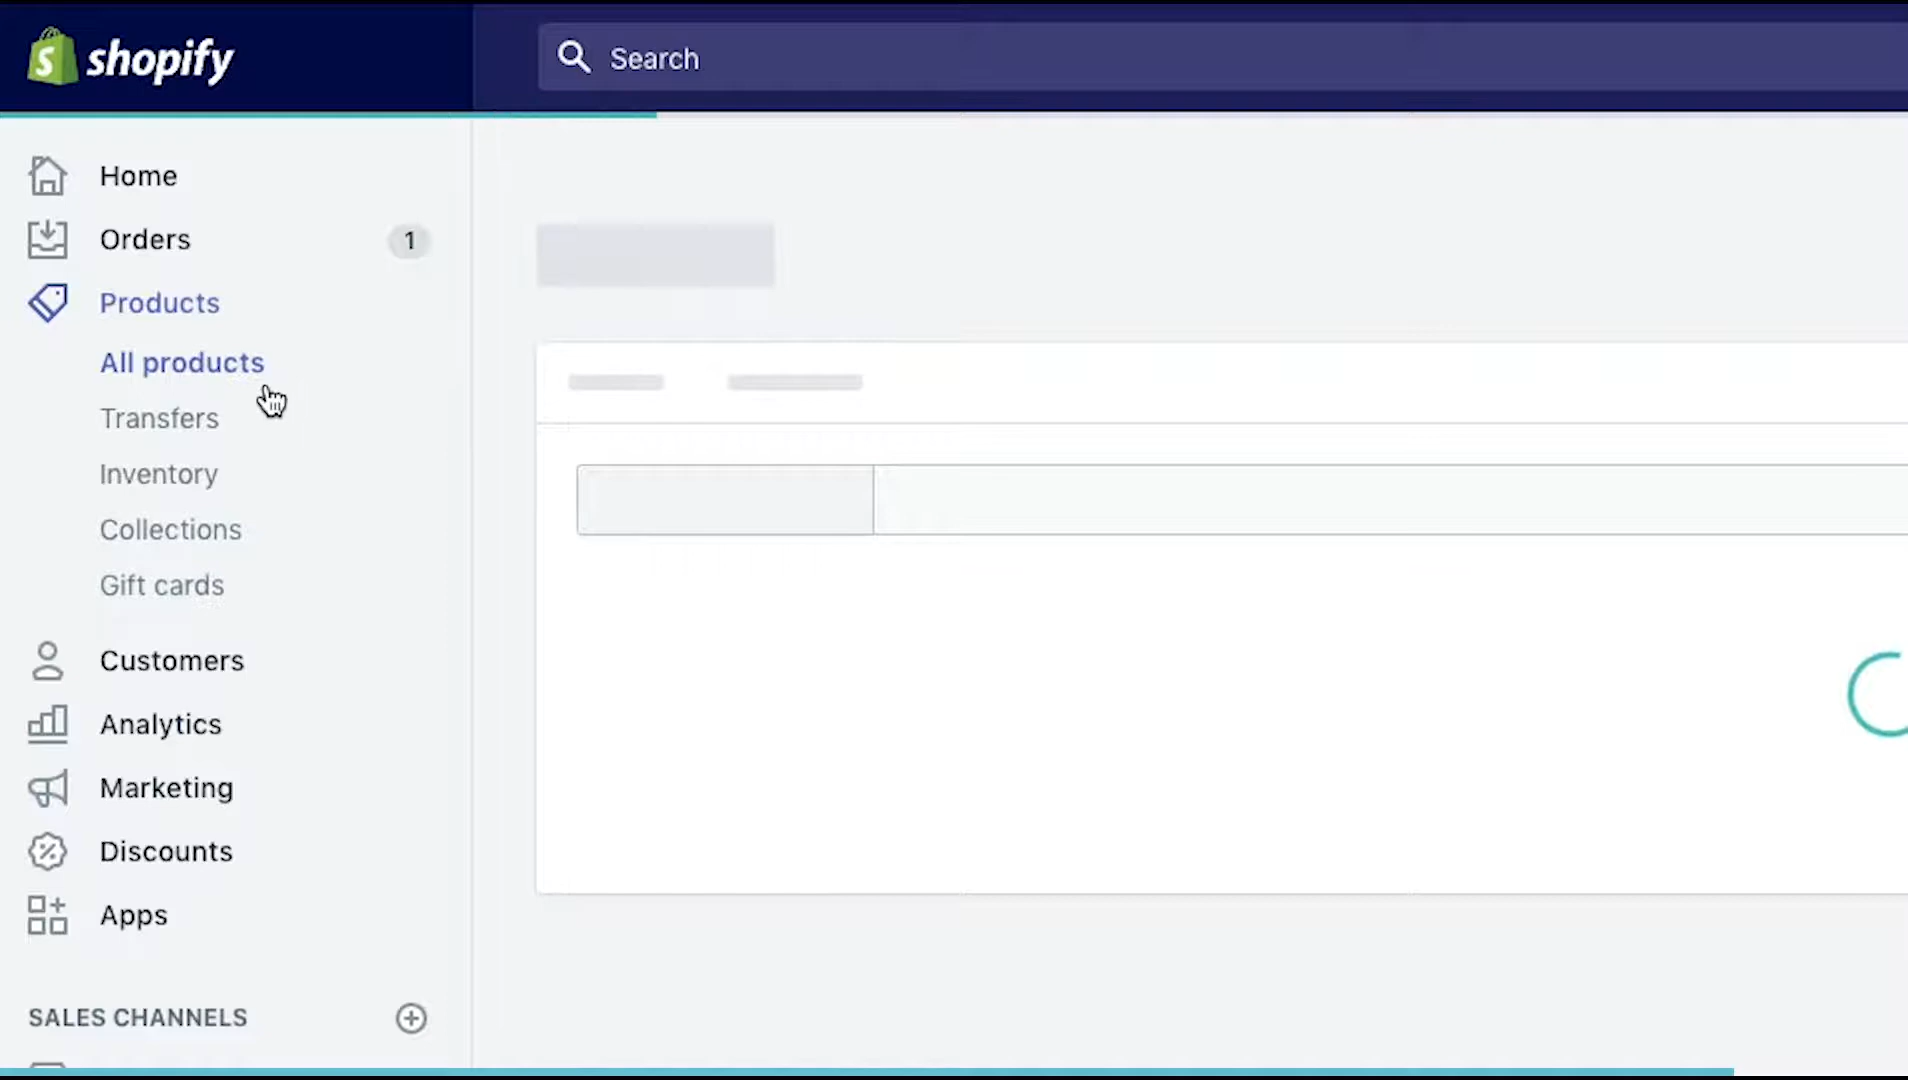 shopify
Search
Home
Orders 1
Products
All products
Transfers
Inventory
Collections
Gift cards
Customers
Analytics
Marketing
Discounts
Apps
SALES CHANNELS